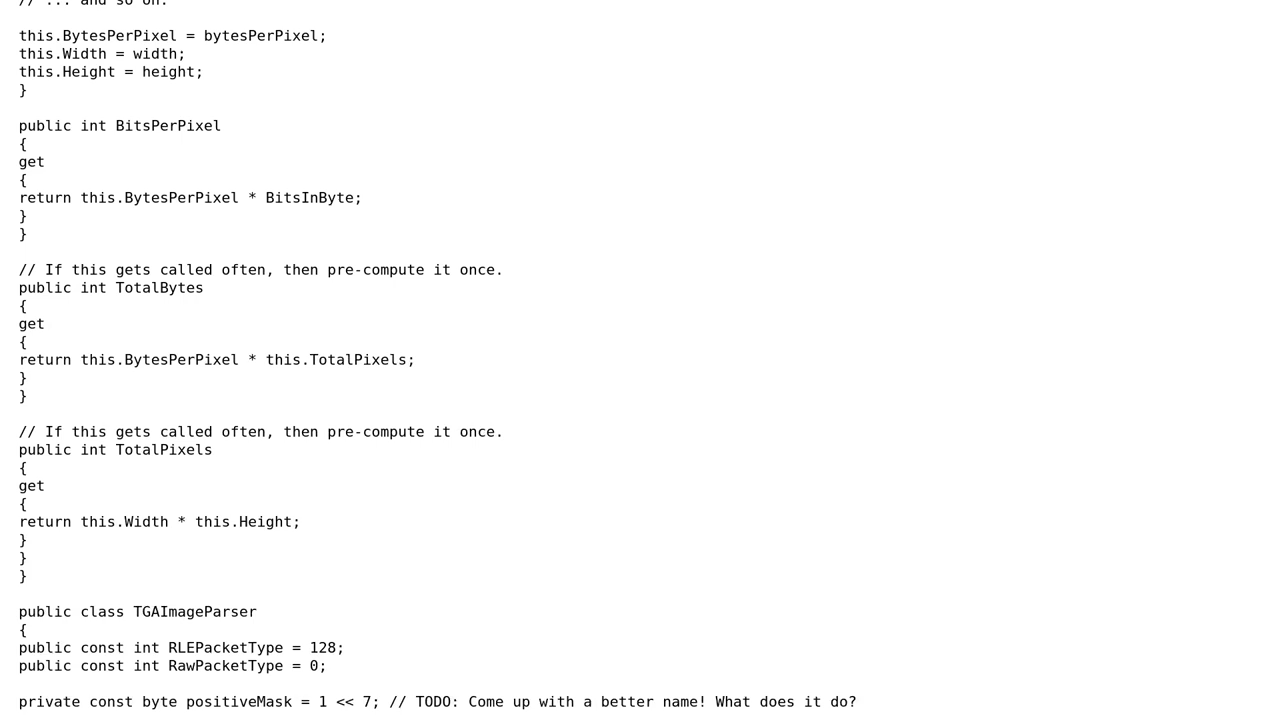 // ... and so on.
this.BytesPerPixel = bytesPerPixel;
this.Width = width;
this.Height = height;
}
public int BitsPerPixel
{
get
{
return this.BytesPerPixel * BitsInByte;
}
}
// If this gets called often, then pre-compute it once.
public int TotalBytes
{
get
{
return this.BytesPerPixel * this.TotalPixels;
}
}
// If this gets called often, then pre-compute it once.
public int TotalPixels
{
get
{
return this.Width * this.Height;
}
}
}
public class TGAImageParser
{
public const int RLEPacketType = 128;
public const int RawPacketType = 0;
private const byte positiveMask = 1 << 7; // TODO: Come up with a better name! What does it do?